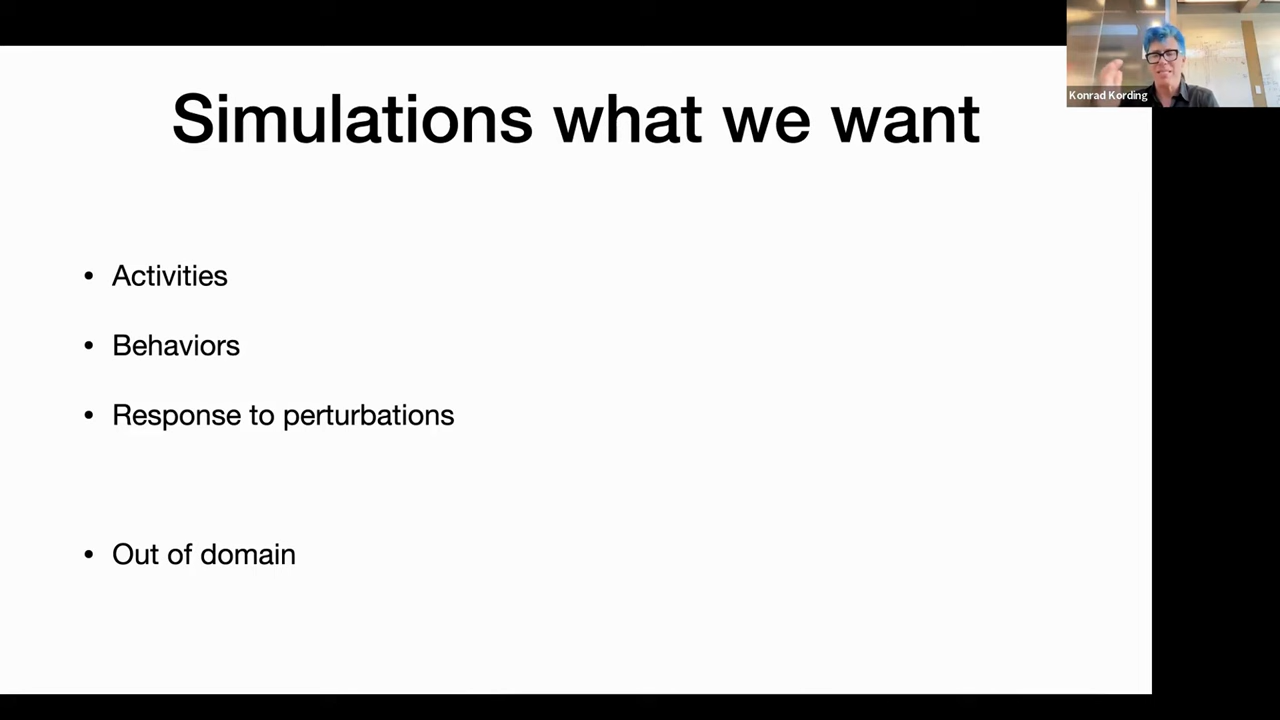 Konrad Kording
Simulations what we want
• Activities
• Behaviors
• Response to perturbations
• Out of domain